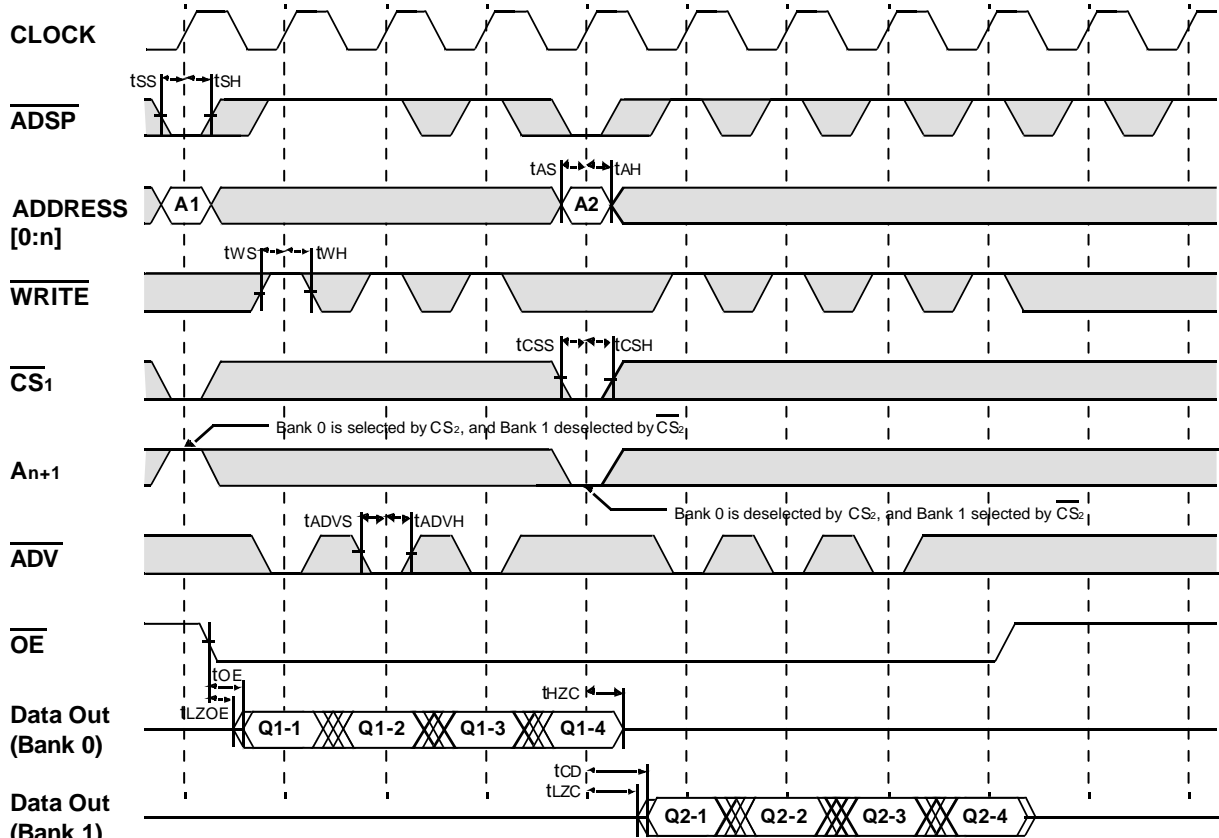 CLOCK
tSS tSH
ADSP
tAS tAH
ADDRESS
[0:n]
A1 A2
tWS tWH
WRITE
tCSS tCSH
CS1
Bank 0 is selected by CS2, and Bank 1 deselected by CS2
An+1
Bank 0 is deselected by CS2, and Bank 1 selected by CS2
tADVS tADVH
ADV
OE
tOE
tHZC
tLZOE
Data Out
(Bank 0)
Q1-1 Q1-2 Q1-3 Q1-4
tCD
tLZC
Data Out
(Bank 1)
Q2-1 Q2-2 Q2-3 Q2-4